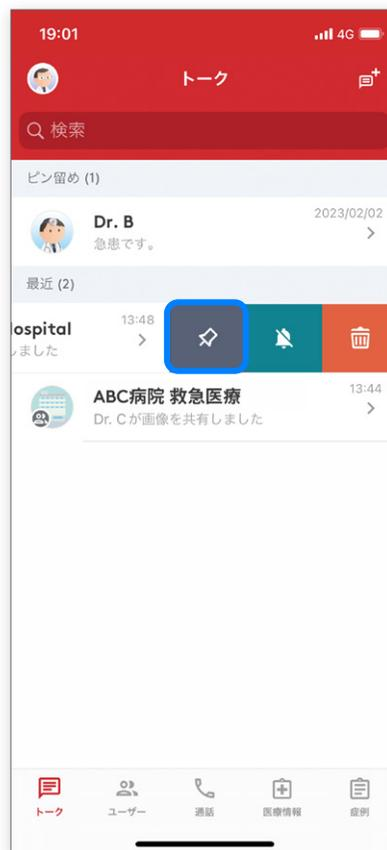 19:01
4G
トーク
検索
ピン留め (1)
Dr. B
2023/02/02
急患です。
最近 (2)
ospital
13:48
ました
ABC病院 救急医療
13:44
Dr. Cが画像を共有しました
トーク
ユーザー
通話
医療情報
症例